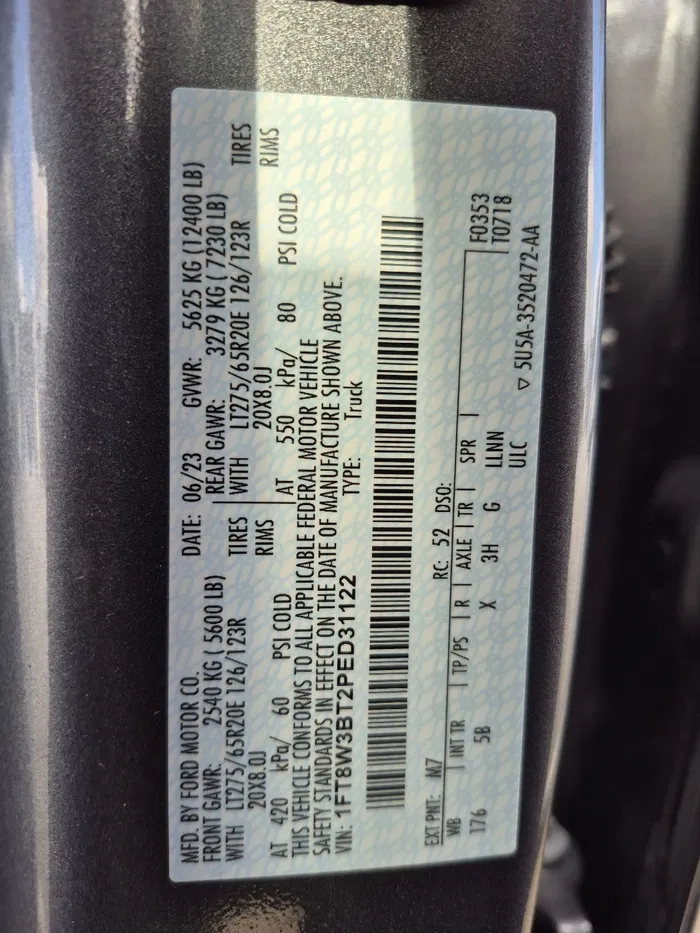 MFD. BY FORD MOTOR CO.
DATE: 06/23 GVWR: 5625 KG (12400 LB)
FRONT GAWR: 2540 KG ( 5600 LB) REAR GAWR: 3279 KG ( 7230 LB)
WITH LT275/65R20E 126/123R TIRES WITH LT275/65R20E 126/123R TIRES
20X8.0J RIMS 20X8.0J RIMS
AT 420 kPa/ 60 PSI COLD AT 550 kPa/ 80 PSI COLD
THIS VEHICLE CONFORMS TO ALL APPLICABLE FEDERAL MOTOR VEHICLE
SAFETY STANDARDS IN EFFECT ON THE DATE OF MANUFACTURE SHOWN ABOVE.
VIN: 1FT8W3BT2PED31122 TYPE: Truck
EXT PNT: M7 RC: 52 DSO:
WB INT TR TP/PS R AXLE TR SPR F0353
176 5B X 3H G LLNN T0718
ULC
▽ 5U5A-3520472-AA